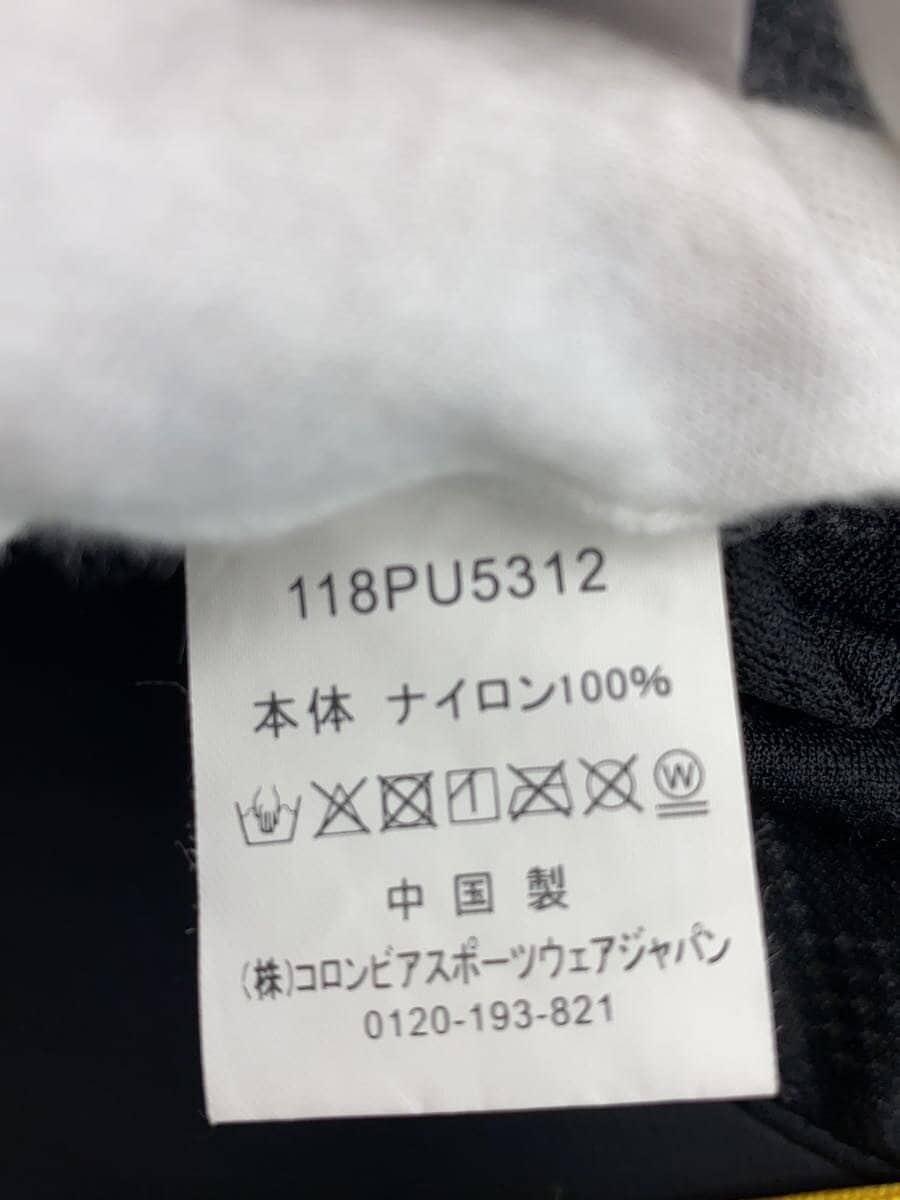 118PU5312
本体 ナイロン100%
W
中国製
(株)コロンビアスポーツウェアジャパン
0120-193-821